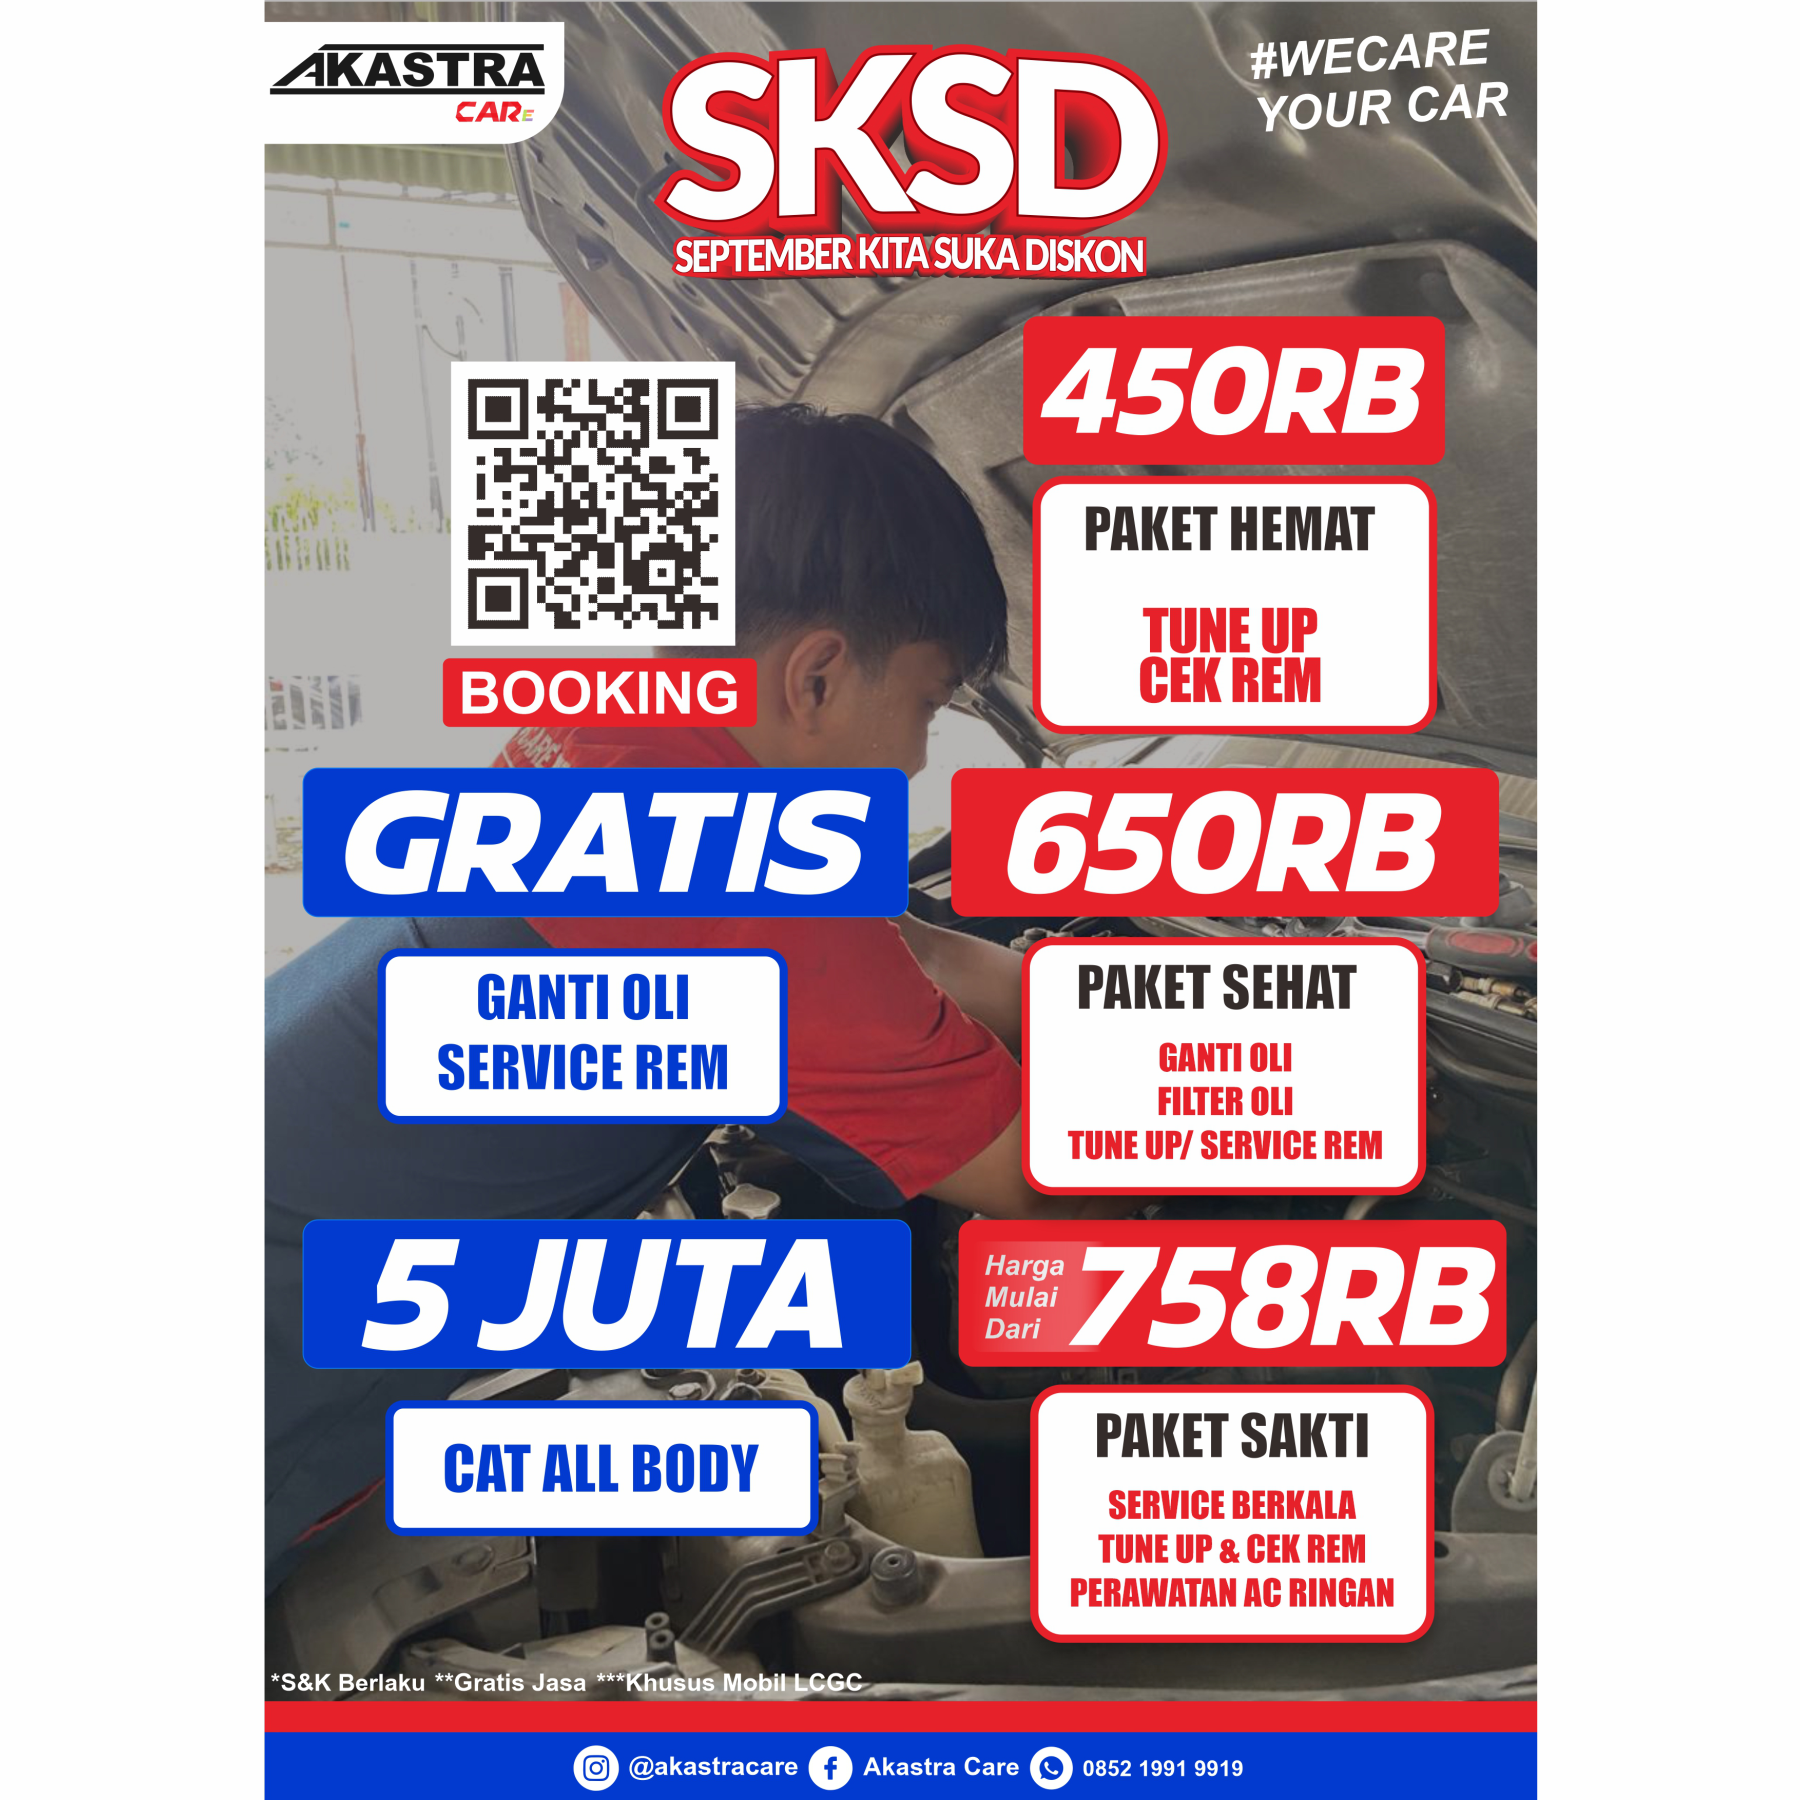 AKASTRA
CARe
SKSD
SEPTEMBER KITA SUKA DISKON
#WECARE
YOUR CAR
450RB
PAKET HEMAT
TUNE UP
CEK REM
BOOKING
GRATIS
GANTI OLI
SERVICE REM
650RB
PAKET SEHAT
GANTI OLI
FILTER OLI
TUNE UP/ SERVICE REM
5 JUTA
CAT ALL BODY
Harga
Mulai
Dari
758RB
PAKET SAKTI
SERVICE BERKALA
TUNE UP & CEK REM
PERAWATAN AC RINGAN
*S&K Berlaku **Gratis Jasa ***Khusus Mobil LCGC
@akastracare Akastra Care 0852 1991 9919